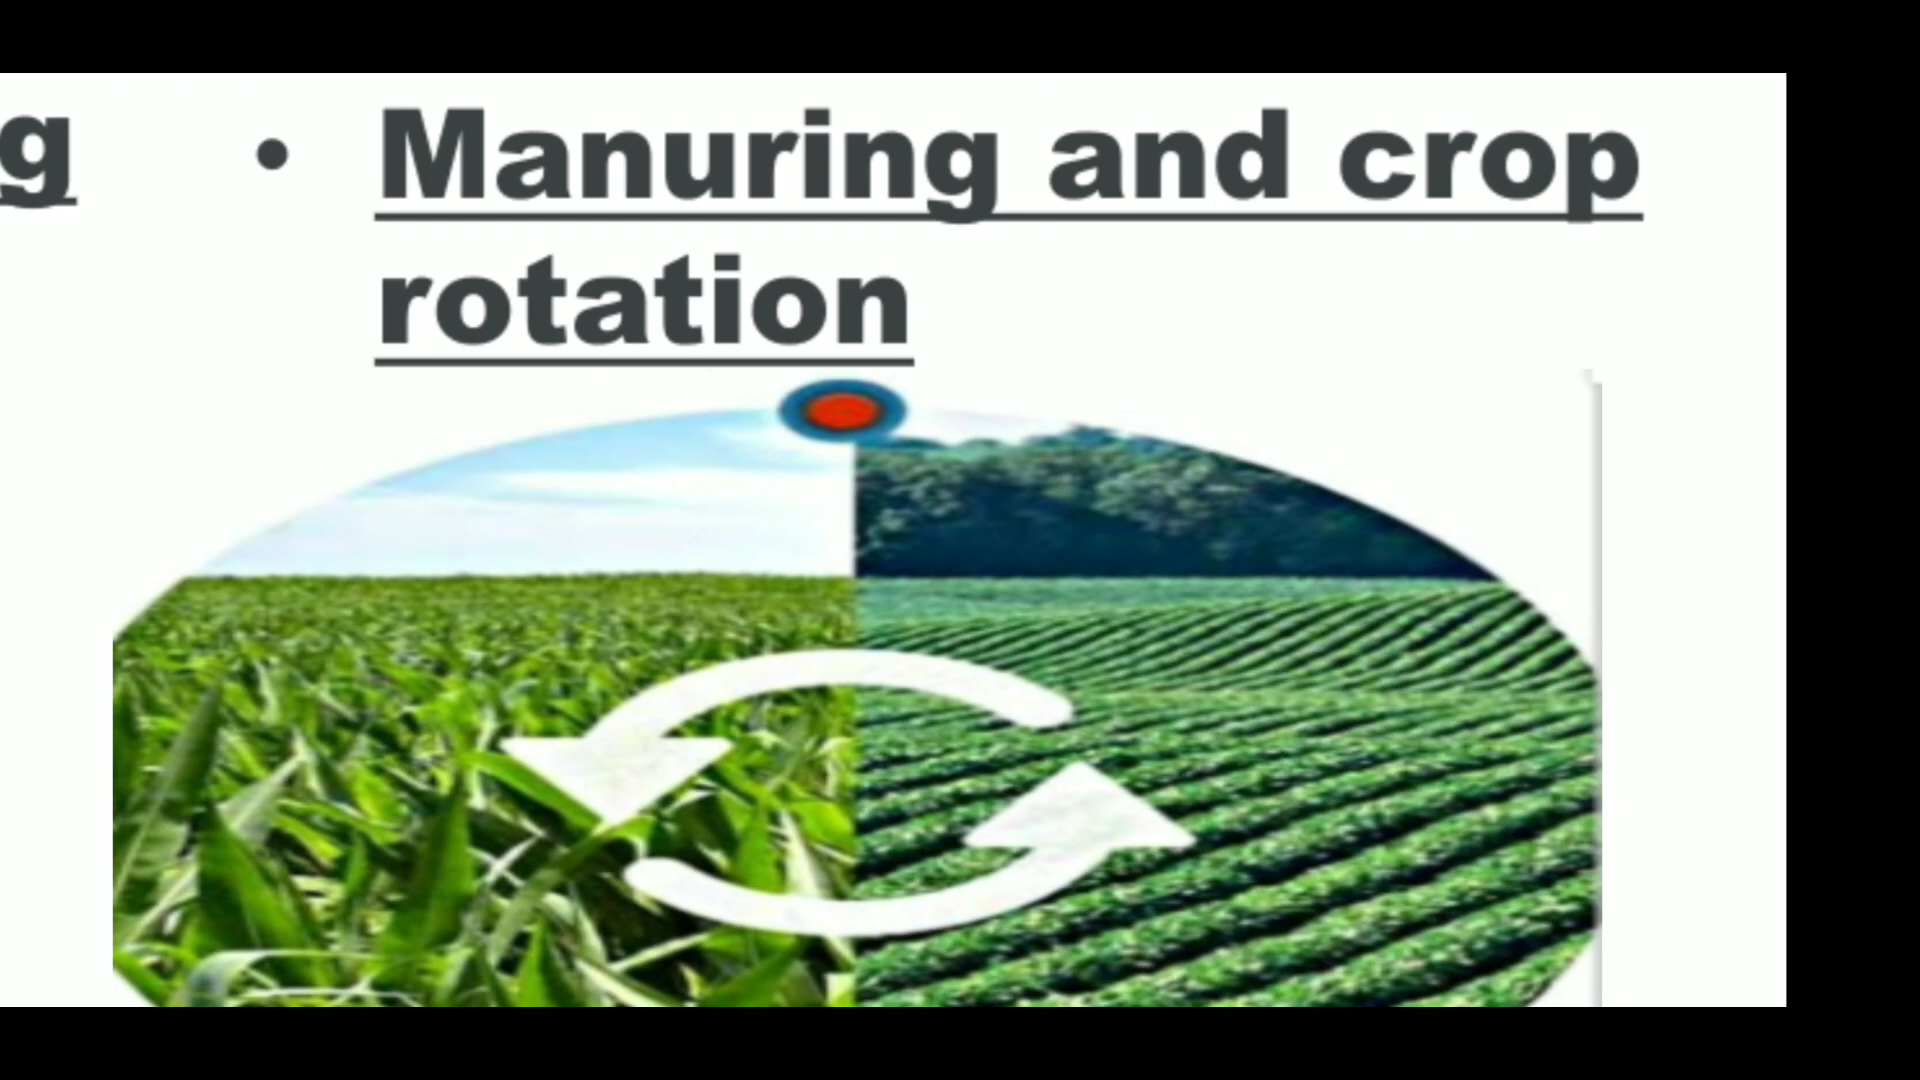 g
• Manuring and crop
rotation